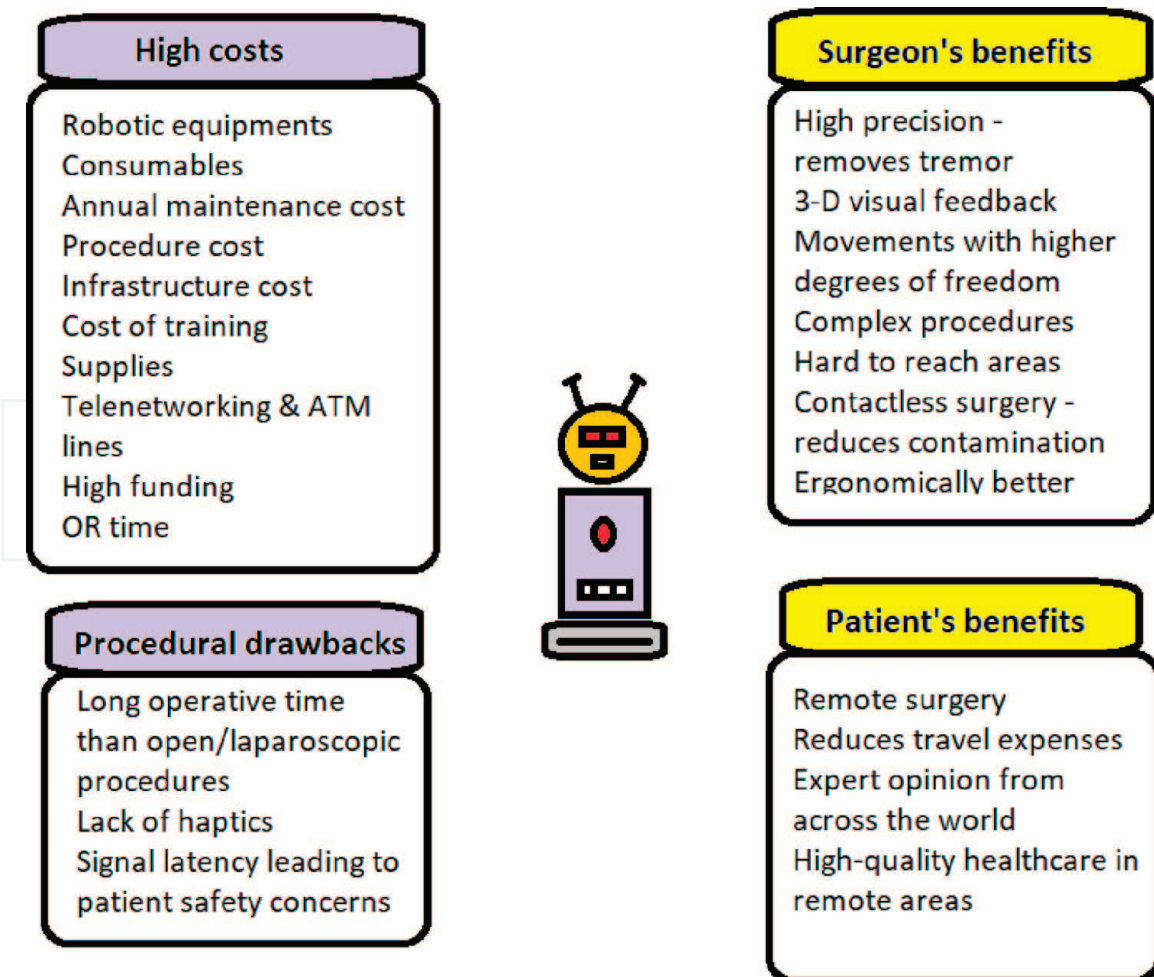 High costs
Robotic equipments
Consumables
Annual maintenance cost
Procedure cost
Infrastructure cost
Cost of training
Supplies
Telenetworking & ATM
lines
High funding
OR time
Procedural drawbacks
Long operative time
than open/laparoscopic
procedures
Lack of haptics
Signal latency leading to
patient safety concerns
Surgeon's benefits
High precision -
removes tremor
3-D visual feedback
Movements with higher
degrees of freedom
Complex procedures
Hard to reach areas
Contactless surgery -
reduces contamination
Ergonomically better
Patient's benefits
Remote surgery
Reduces travel expenses
Expert opinion from
across the world
High-quality healthcare in
remote areas